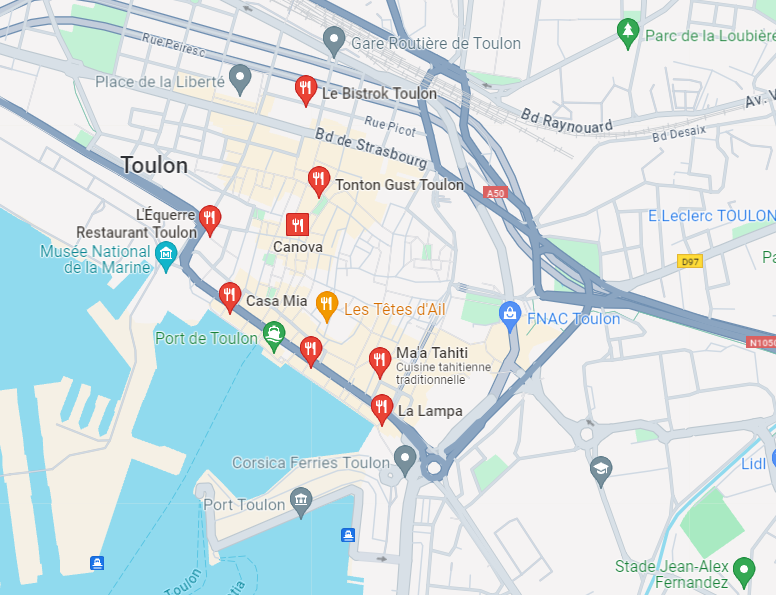 Rue Peiresc
Gare Routière de Toulon
Parc de la Loubière
Place de la Liberté
Le Bistrok Toulon
Rue Picot
Bd Raynouard
Av. V
Bd de Strasbourg
Bd Desaix
Toulon
Tonton Gust Toulon
A50
L'Équerre
Restaurant Toulon
E.Leclerc TOULON
Canova
Musée National
de la Marine
D97
Pa
Casa Mia
Les Têtes d'Ail
FNAC Toulon
Port de Toulon
N1050
Ma'a Tahiti
Cuisine tahitienne
traditionnelle
La Lampa
Corsica Ferries Toulon
Lidl
Port Toulon
Stade Jean-Alex
Fernandez
Toulon